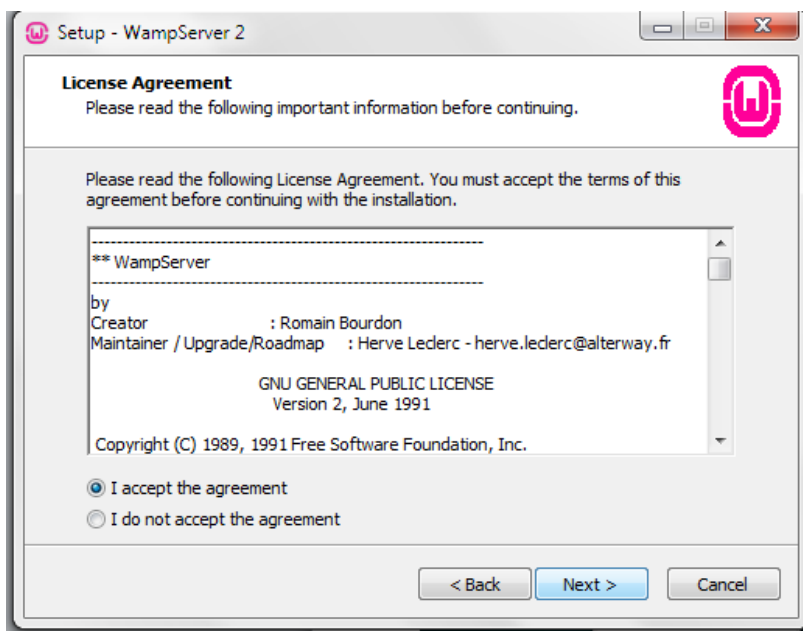 Setup - WampServer 2
License Agreement
Please read the following important information before continuing.
Please read the following License Agreement. You must accept the terms of this
agreement before continuing with the installation.
---------------------------------------------------------------
** WampServer
---------------------------------------------------------------
by
Creator : Romain Bourdon
Maintainer / Upgrade/Roadmap : Herve Leclerc - herve.leclerc@alterway.fr
GNU GENERAL PUBLIC LICENSE
Version 2, June 1991
Copyright (C) 1989, 1991 Free Software Foundation, Inc.
I accept the agreement
I do not accept the agreement
< Back Next > Cancel